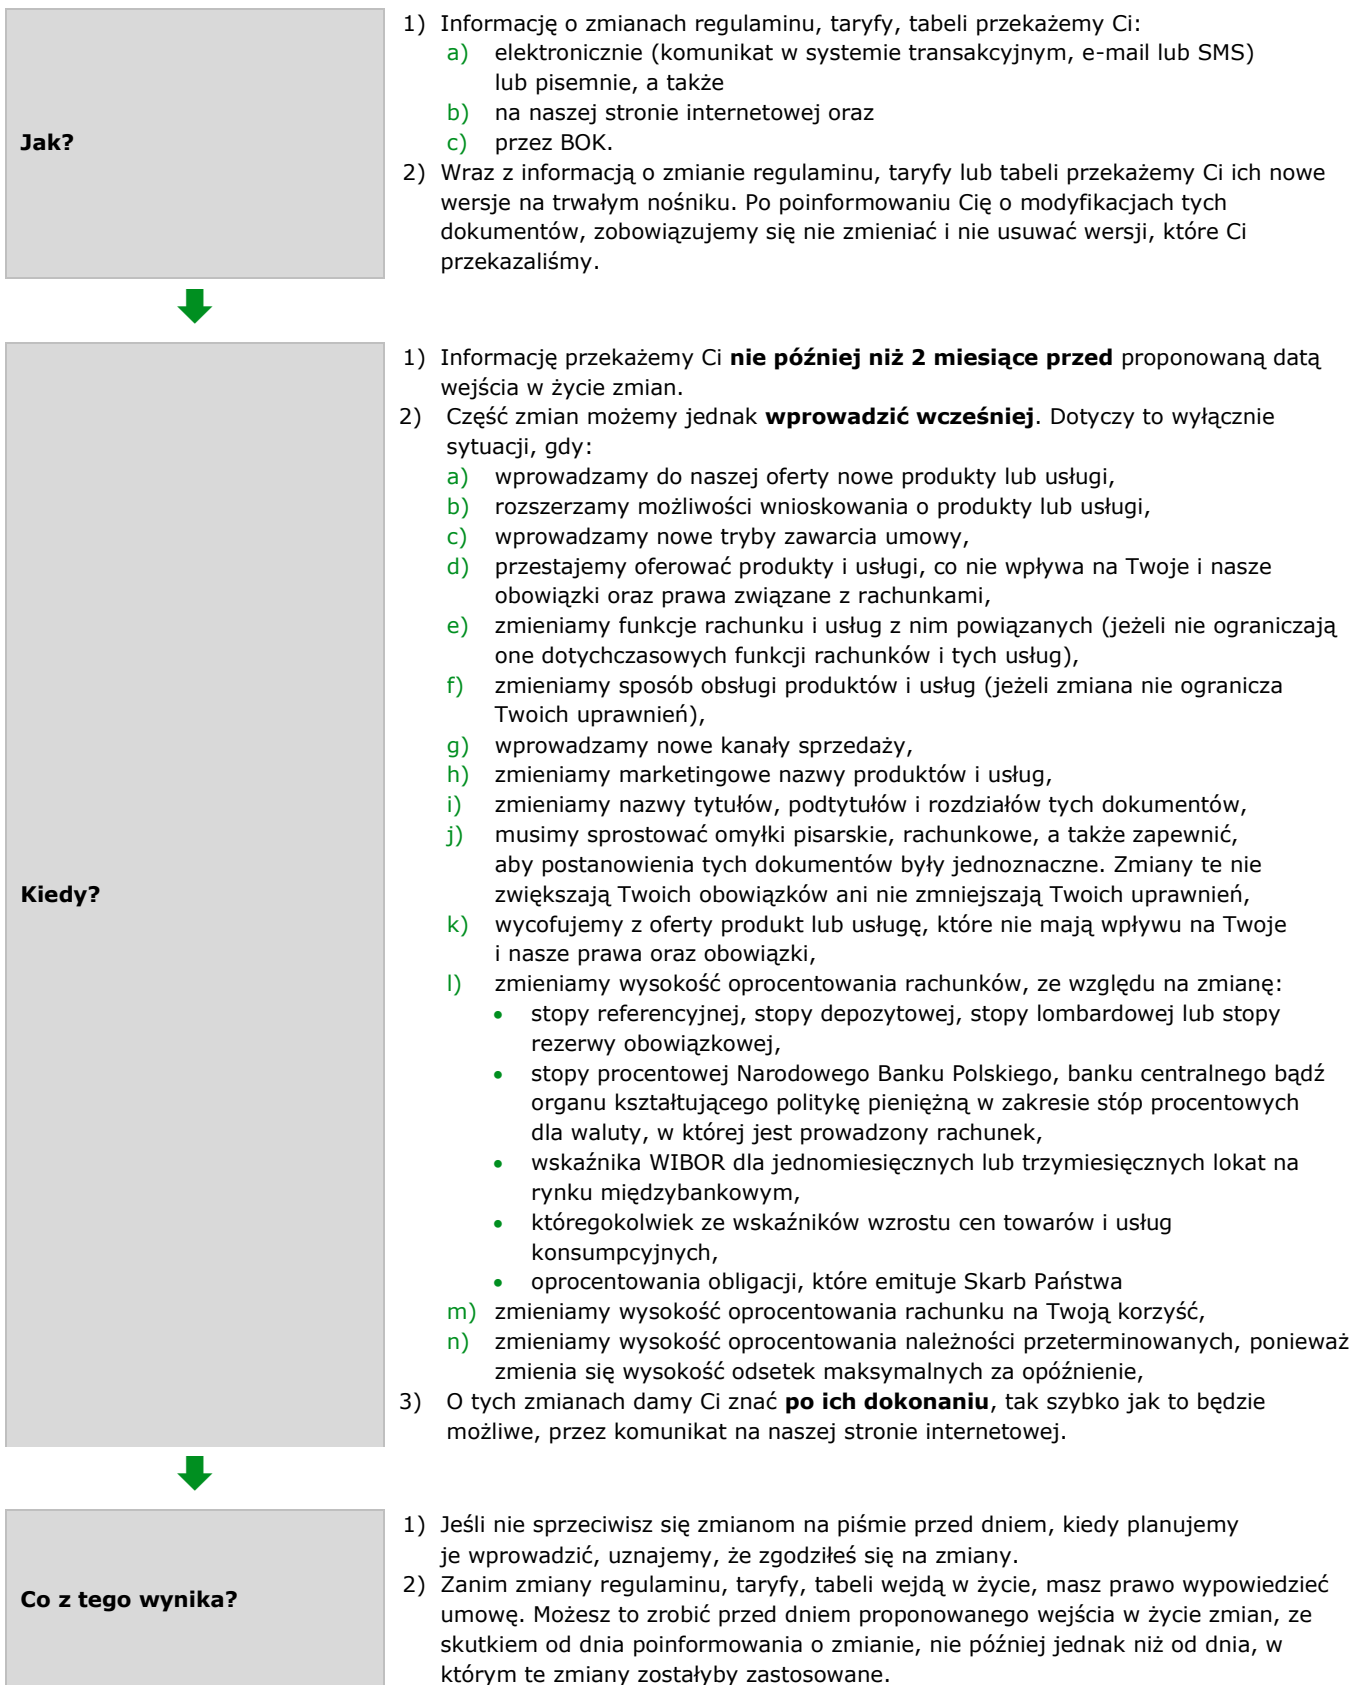 Jak?
1) Informację o zmianach regulaminu, taryfy, tabeli przekażemy Ci:
a) elektronicznie (komunikat w systemie transakcyjnym, e-mail lub SMS)
lub pisemnie, a także
b) na naszej stronie internetowej oraz
c) przez BOK.
2) Wraz z informacją o zmianie regulaminu, taryfy lub tabeli przekażemy Ci ich nowe
wersje na trwałym nośniku. Po poinformowaniu Cię o modyfikacjach tych
dokumentów, zobowiązujemy się nie zmieniać i nie usuwać wersji, które Ci
przekazaliśmy.
Kiedy?
1) Informację przekażemy Ci nie później niż 2 miesiące przed proponowaną datą
wejścia w życie zmian.
2) Część zmian możemy jednak wprowadzić wcześniej. Dotyczy to wyłącznie
sytuacji, gdy:
a) wprowadzamy do naszej oferty nowe produkty lub usługi,
b) rozszerzamy możliwości wnioskowania o produkty lub usługi,
c) wprowadzamy nowe tryby zawarcia umowy,
d) przestajemy oferować produkty i usługi, co nie wpływa na Twoje i nasze
obowiązki oraz prawa związane z rachunkami,
e) zmieniamy funkcje rachunku i usług z nim powiązanych (jeżeli nie ograniczają
one dotychczasowych funkcji rachunków i tych usług),
f) zmieniamy sposób obsługi produktów i usług (jeżeli zmiana nie ogranicza
Twoich uprawnień),
g) wprowadzamy nowe kanały sprzedaży,
h) zmieniamy marketingowe nazwy produktów i usług,
i) zmieniamy nazwy tytułów, podtytułów i rozdziałów tych dokumentów,
j) musimy sprostować omyłki pisarskie, rachunkowe, a także zapewnić,
aby postanowienia tych dokumentów były jednoznaczne. Zmiany te nie
zwiększają Twoich obowiązków ani nie zmniejszają Twoich uprawnień,
k) wycofujemy z oferty produkt lub usługę, które nie mają wpływu na Twoje
i nasze prawa oraz obowiązki,
l) zmieniamy wysokość oprocentowania rachunków, ze względu na zmianę:
• stopy referencyjnej, stopy depozytowej, stopy lombardowej lub stopy
rezerwy obowiązkowej,
• stopy procentowej Narodowego Banku Polskiego, banku centralnego bądź
organu kształtującego politykę pieniężną w zakresie stóp procentowych
dla waluty, w której jest prowadzony rachunek,
• wskaźnika WIBOR dla jednomiesięcznych lub trzymiesięcznych lokat na
rynku międzybankowym,
• któregokolwiek ze wskaźników wzrostu cen towarów i usług
konsumpcyjnych,
• oprocentowania obligacji, które emituje Skarb Państwa
m) zmieniamy wysokość oprocentowania rachunku na Twoją korzyść,
n) zmieniamy wysokość oprocentowania należności przeterminowanych, ponieważ
zmienia się wysokość odsetek maksymalnych za opóźnienie,
3) O tych zmianach damy Ci znać po ich dokonaniu, tak szybko jak to będzie
możliwe, przez komunikat na naszej stronie internetowej.
Co z tego wynika?
1) Jeśli nie sprzeciwisz się zmianom na piśmie przed dniem, kiedy planujemy
je wprowadzić, uznajemy, że zgodziłeś się na zmiany.
2) Zanim zmiany regulaminu, taryfy, tabeli wejdą w życie, masz prawo wypowiedzieć
umowę. Możesz to zrobić przed dniem proponowanego wejścia w życie zmian, ze
skutkiem od dnia poinformowania o zmianie, nie później jednak niż od dnia, w
którym te zmiany zostałyby zastosowane.